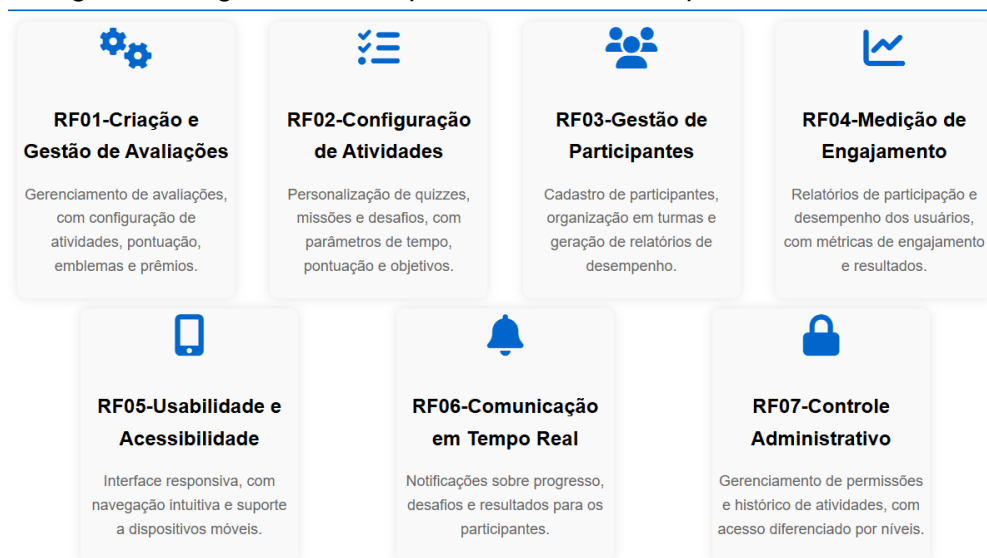 RF01-Criação e
Gestão de Avaliações
Gerenciamento de avaliações,
com configuração de
atividades, pontuação,
emblemas e prêmios.
RF02-Configuração
de Atividades
Personalização de quizzes,
missões e desafios, com
parâmetros de tempo,
pontuação e objetivos.
RF03-Gestão de
Participantes
Cadastro de participantes,
organização em turmas e
geração de relatórios de
desempenho.
RF04-Medição de
Engajamento
Relatórios de participação e
desempenho dos usuários,
com métricas de engajamento
e resultados.
RF05-Usabilidade e
Acessibilidade
Interface responsiva, com
navegação intuitiva e suporte
a dispositivos móveis.
RF06-Comunicação
em Tempo Real
Notificações sobre progresso,
desafios e resultados para os
participantes.
RF07-Controle
Administrativo
Gerenciamento de permissões
e histórico de atividades, com
acesso diferenciado por níveis.